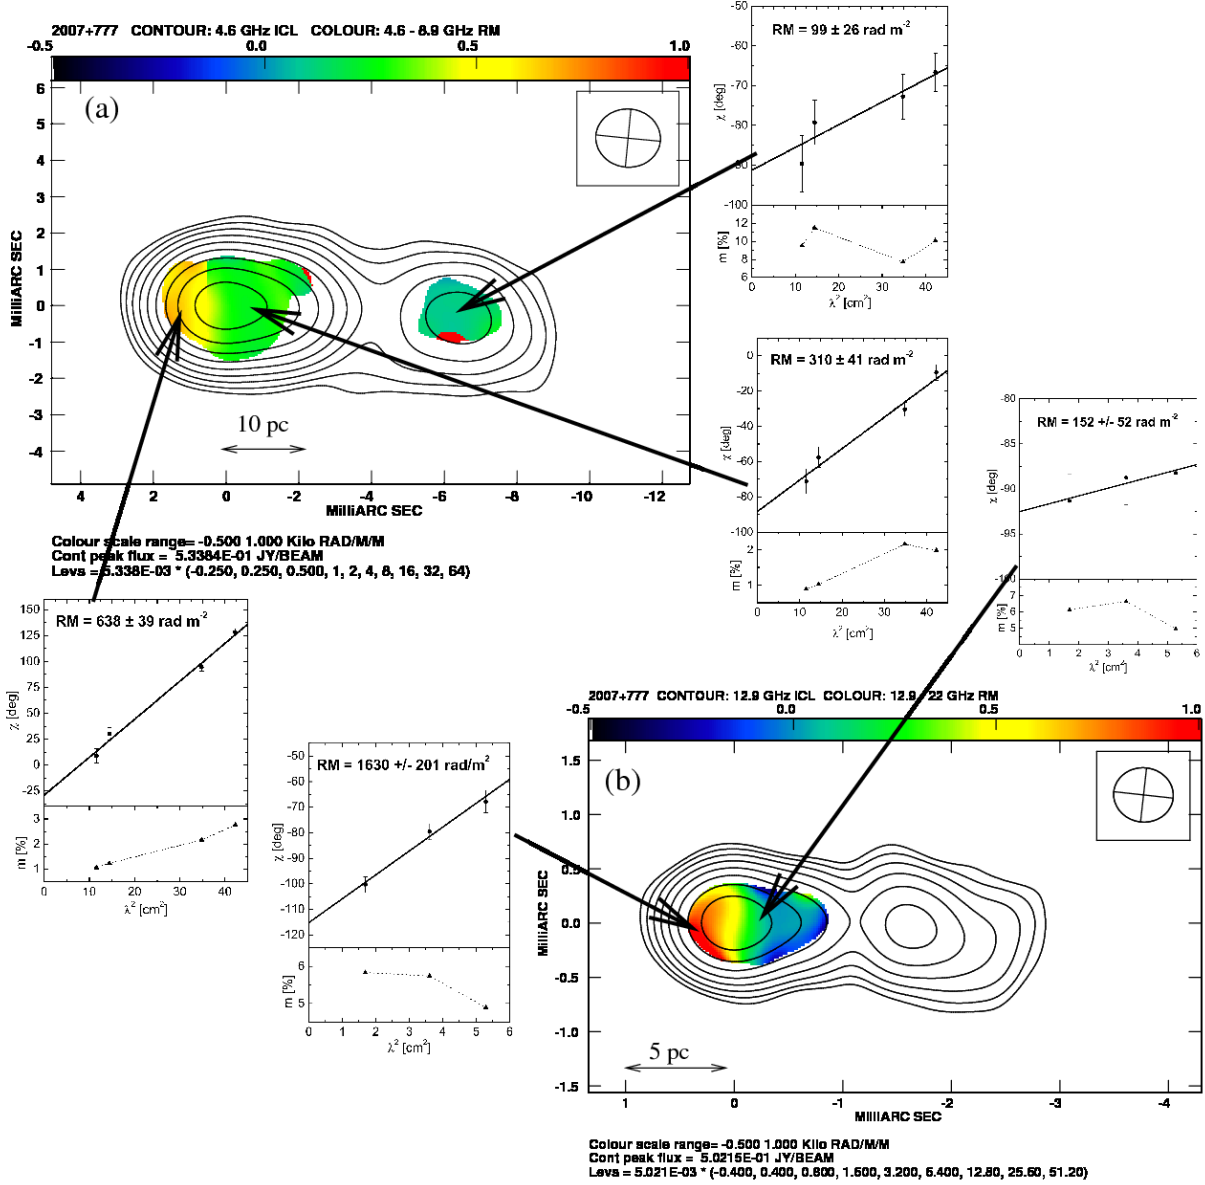 2007+777 CONTOUR: 4.6 GHz ICL COLOUR: 4.6 - 8.9 GHz RM
-0.5 0.0 0.5 1.0
(a)
MilliARC SEC
6
5
4
3
2
1
0
-1
-2
-3
-4
10 pc
4 2 0 -2 -4 -6 -8 -10 -12
MilliARC SEC
Colour scale range= -0.500 1.000 Kilo RAD/M/M
Cont peak flux = 5.3384E-01 JY/BEAM
Levs = 5.338E-03 * (-0.250, 0.250, 0.500, 1, 2, 4, 8, 16, 32, 64)
RM = 99 ± 26 rad m-2
χ [deg]
-50
-60
-70
-80
-90
-100
m [%]
12
10
8
6
0 10 20 30 40
λ2 [cm2]
RM = 310 ± 41 rad m-2
χ [deg]
0
-20
-40
-60
-80
-100
m [%]
2
1
0 10 20 30 40
λ2 [cm2]
RM = 152 +/- 52 rad m-2
χ [deg]
-80
-85
-90
-95
-100
m [%]
7
6
5
0 1 2 3 4 5 6
λ2 [cm2]
RM = 638 ± 39 rad m-2
χ [deg]
150
125
100
75
50
25
0
-25
m [%]
3
2
1
0 10 20 30 40
λ2 [cm2]
RM = 1630 +/- 201 rad/m2
χ [deg]
-50
-60
-70
-80
-90
-100
-110
-120
m [%]
6
5
0 1 2 3 4 5 6
λ2 [cm2]
2007+777 CONTOUR: 12.9 GHz ICL COLOUR: 12.9 - 22 GHz RM
-0.5 0.0 0.5 1.0
(b)
MilliARC SEC
1.5
1.0
0.5
0.0
-0.5
-1.0
-1.5
5 pc
1 0 -1 -2 -3 -4
MilliARC SEC
Colour scale range= -0.500 1.000 Kilo RAD/M/M
Cont peak flux = 5.0215E-01 JY/BEAM
Levs = 5.021E-03 * (-0.400, 0.400, 0.800, 1.600, 3.200, 6.400, 12.80, 25.60, 51.20)